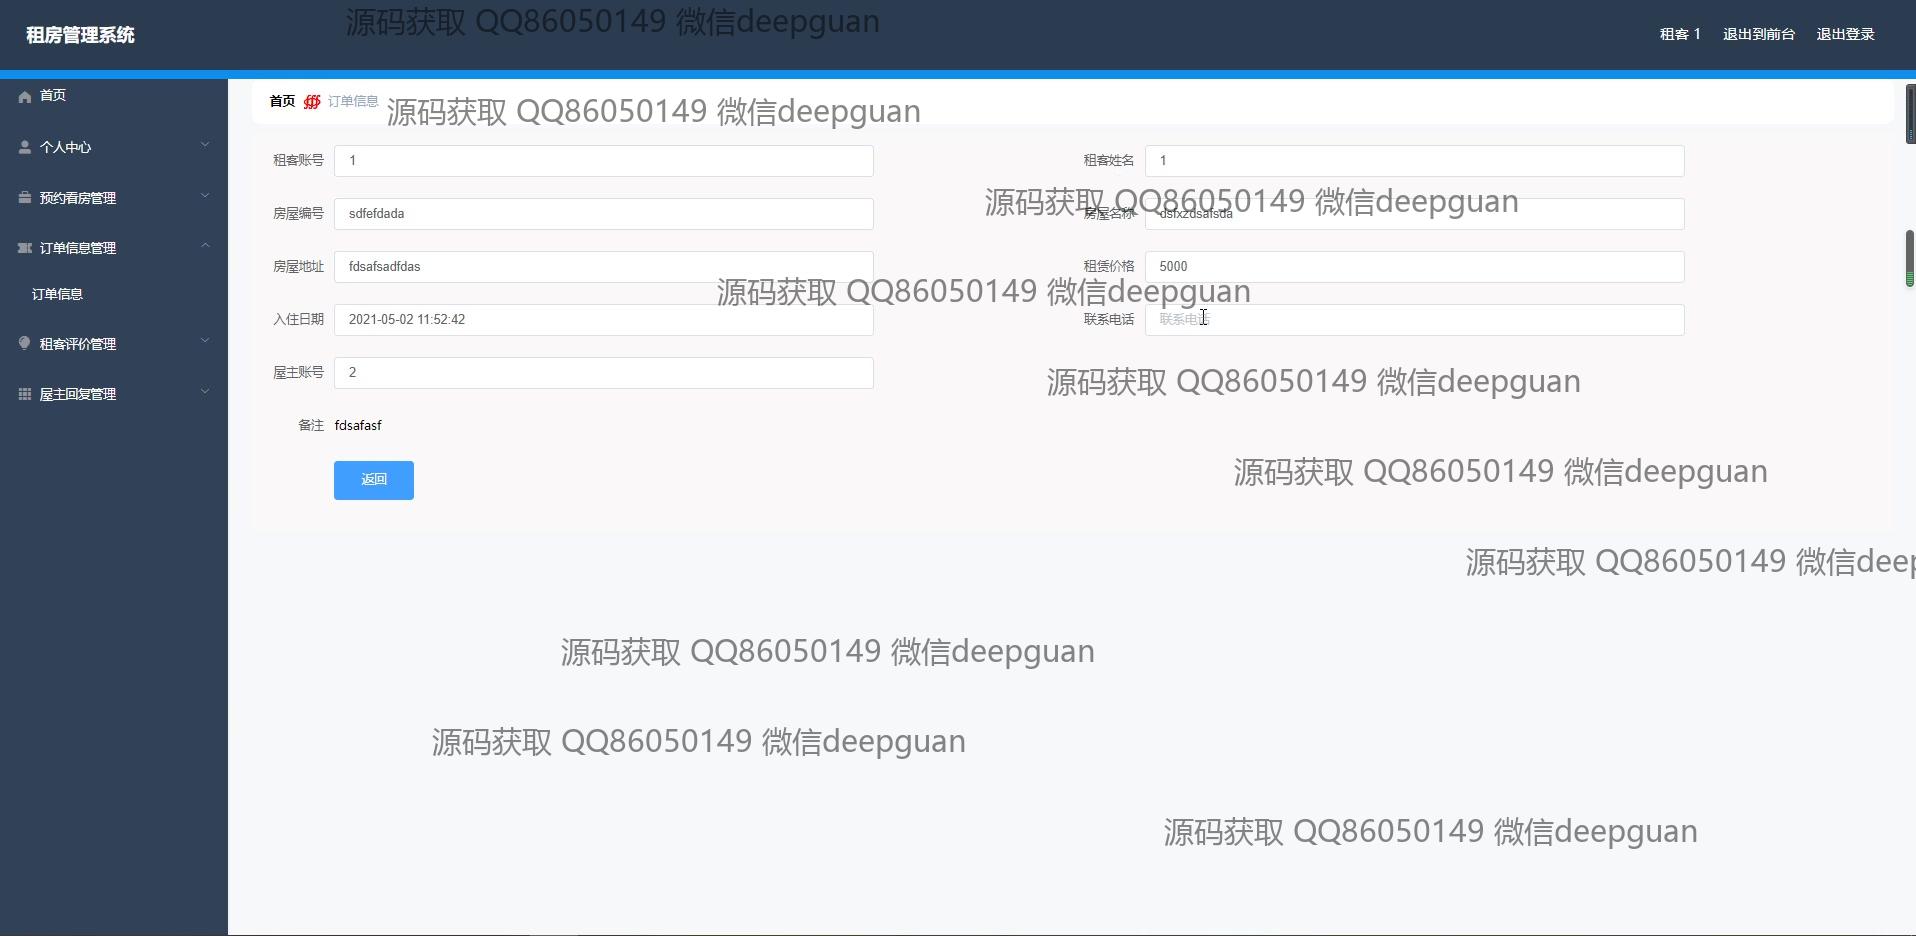 租房管理系统
源码获取 QQ86050149 微信deepguan
租客 1 退出到前台 退出登录
首页
个人中心
预约看房管理
订单信息管理
订单信息
租客评价管理
屋主回复管理
首页 订单信息
源码获取 QQ86050149 微信deepguan
租客账号 1
租客姓名 1
源码获取 QQ86050149 微信deepguan
房屋编号 sdfefdada
房屋名称 dsfxzdsafsda
房屋地址 fdsafsadfdas
租赁价格 5000
源码获取 QQ86050149 微信deepguan
入住日期 2021-05-02 11:52:42
联系电话 联系电话
屋主账号 2
源码获取 QQ86050149 微信deepguan
备注 fdsafasf
返回
源码获取 QQ86050149 微信deepguan
源码获取 QQ86050149 微信deep
源码获取 QQ86050149 微信deepguan
源码获取 QQ86050149 微信deepguan
源码获取 QQ86050149 微信deepguan